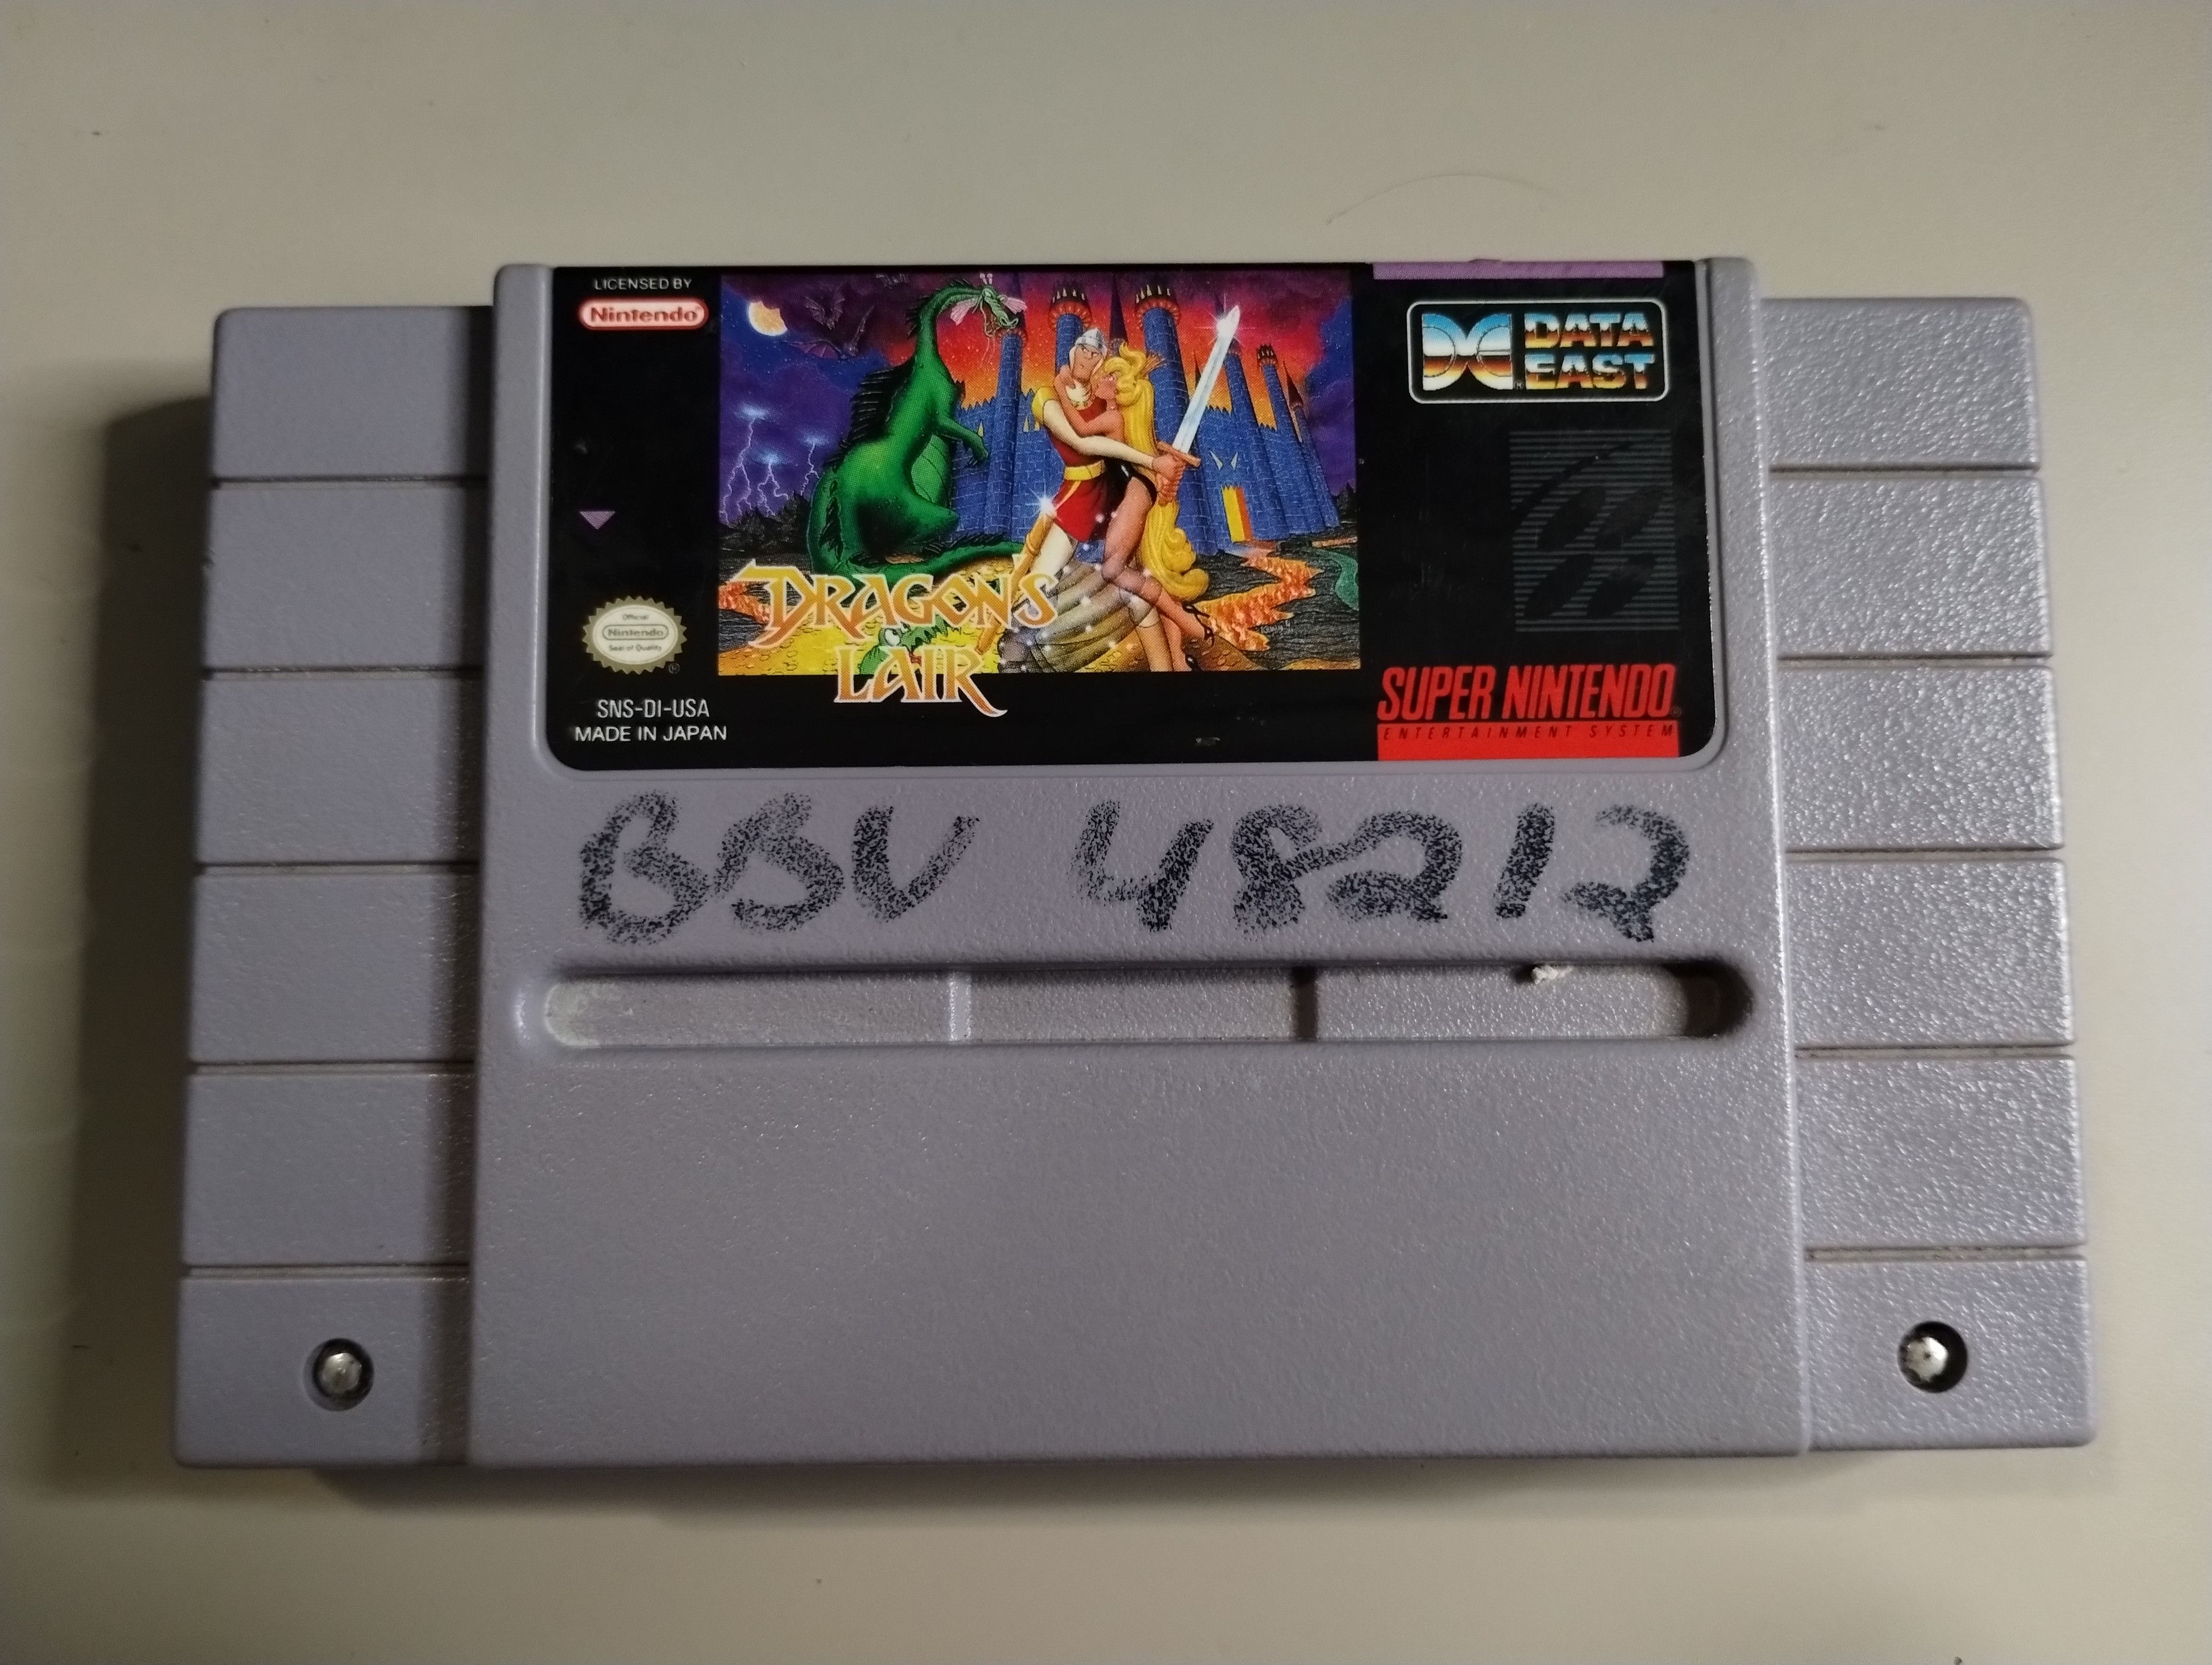 LICENSED BY
Nintendo
DATA
EAST
DRAGON'S
LAIR
Official
Nintendo
Seal of Quality
SNS-DI-USA
MADE IN JAPAN
SUPER NINTENDO
ENTERTAINMENT SYSTEM
BSV 48212